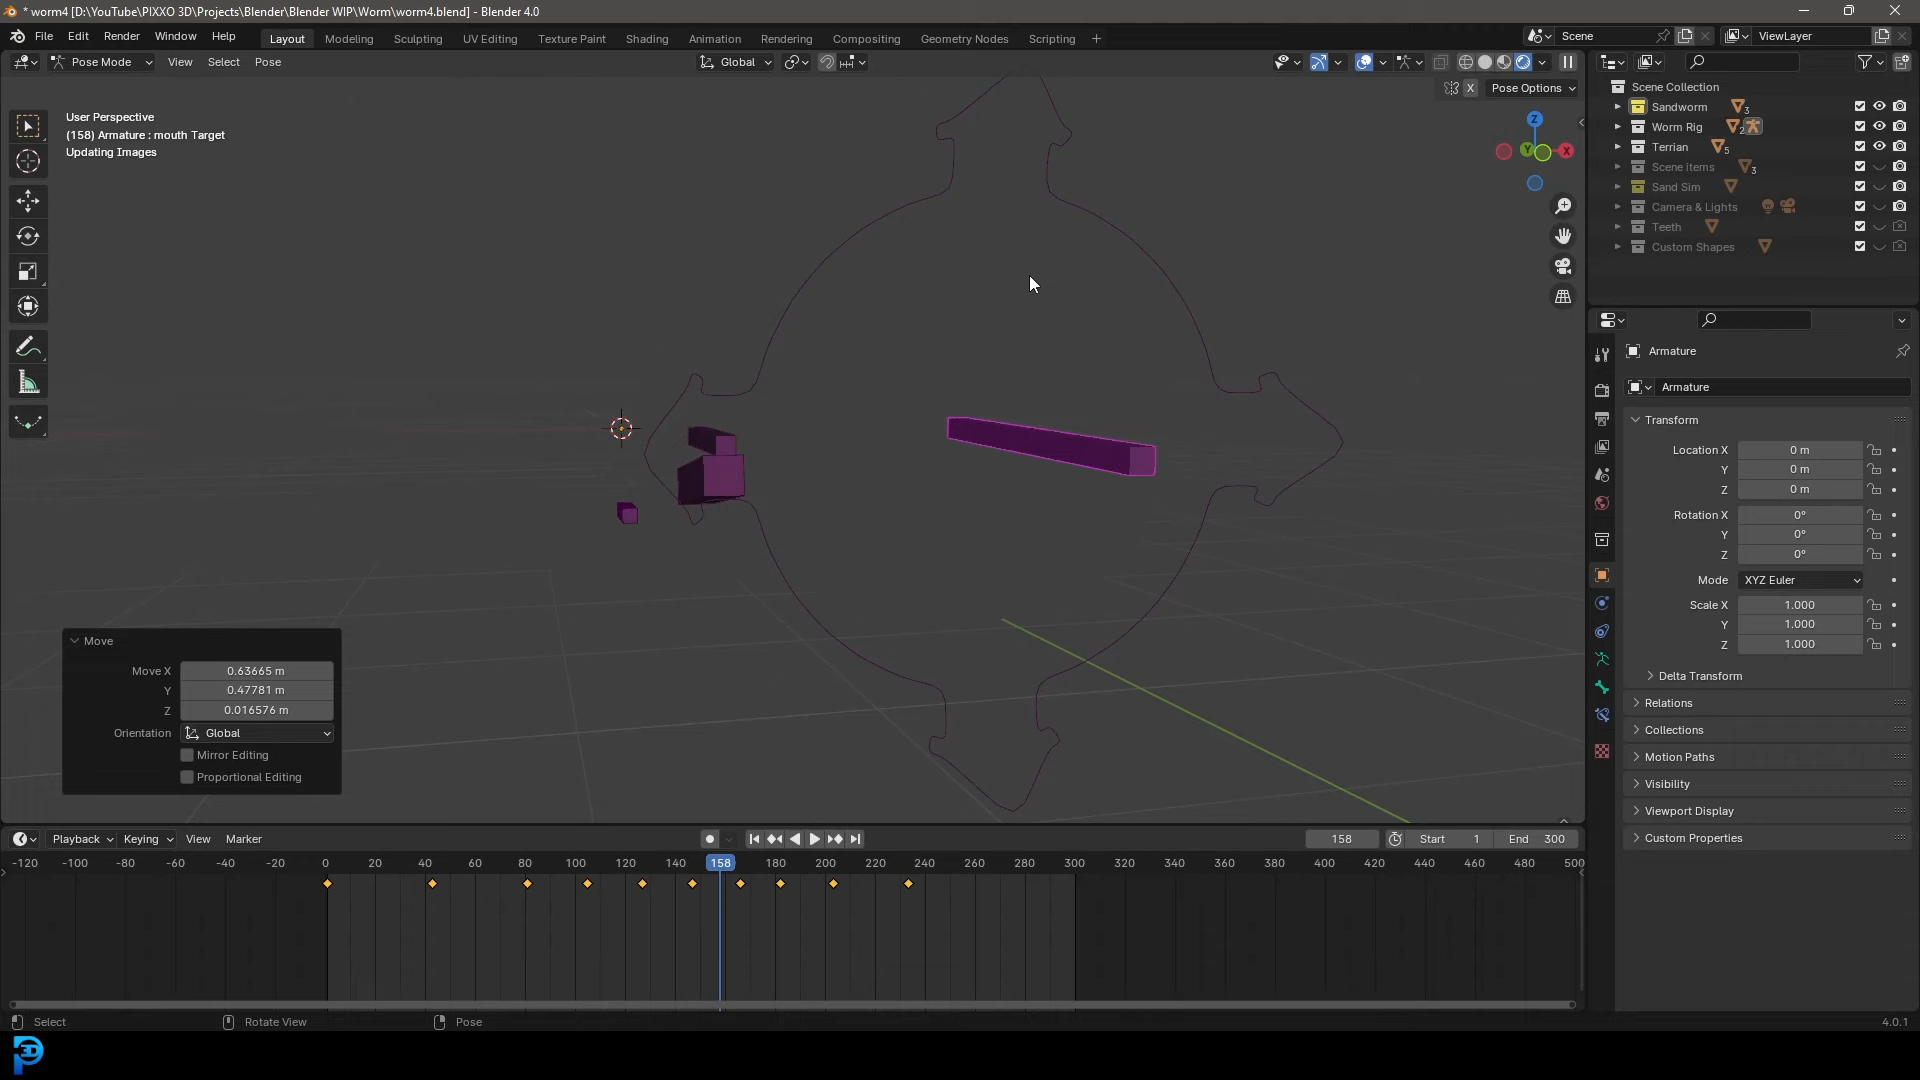 * worm4 [D:\YouTube\PIXXO 3D\Projects\Blender\Blender WIP\Worm\worm4.blend] - Blender 4.0
File Edit Render Window Help Layout Modeling Sculpting UV Editing Texture Paint Shading Animation Rendering Compositing Geometry Nodes Scripting + Scene ViewLayer
Pose Mode View Select Pose Global
X Pose Options
Scene Collection
User Perspective
(158) Armature : mouth Target
Updating Images
Sandworm 3
Worm Rig 2
Terrian 5
Scene items 3
Sand Sim
Camera & Lights
Teeth
Custom Shapes
Z
Y X
Armature
Armature
Transform
Location X 0 m
Y 0 m
Z 0 m
Rotation X 0°
Y 0°
Z 0°
Mode XYZ Euler
Scale X 1.000
Y 1.000
Z 1.000
Delta Transform
Relations
Collections
Motion Paths
Visibility
Viewport Display
Custom Properties
Move
Move X 0.63665 m
Y 0.47781 m
Z 0.016576 m
Orientation Global
Mirror Editing
Proportional Editing
Playback Keying View Marker 158 Start 1 End 300
-120 -100 -80 -60 -40 -20 0 20 40 60 80 100 120 140 158 180 200 220 240 260 280 300 320 340 360 380 400 420 440 460 480 500
Select Rotate View Pose 4.0.1